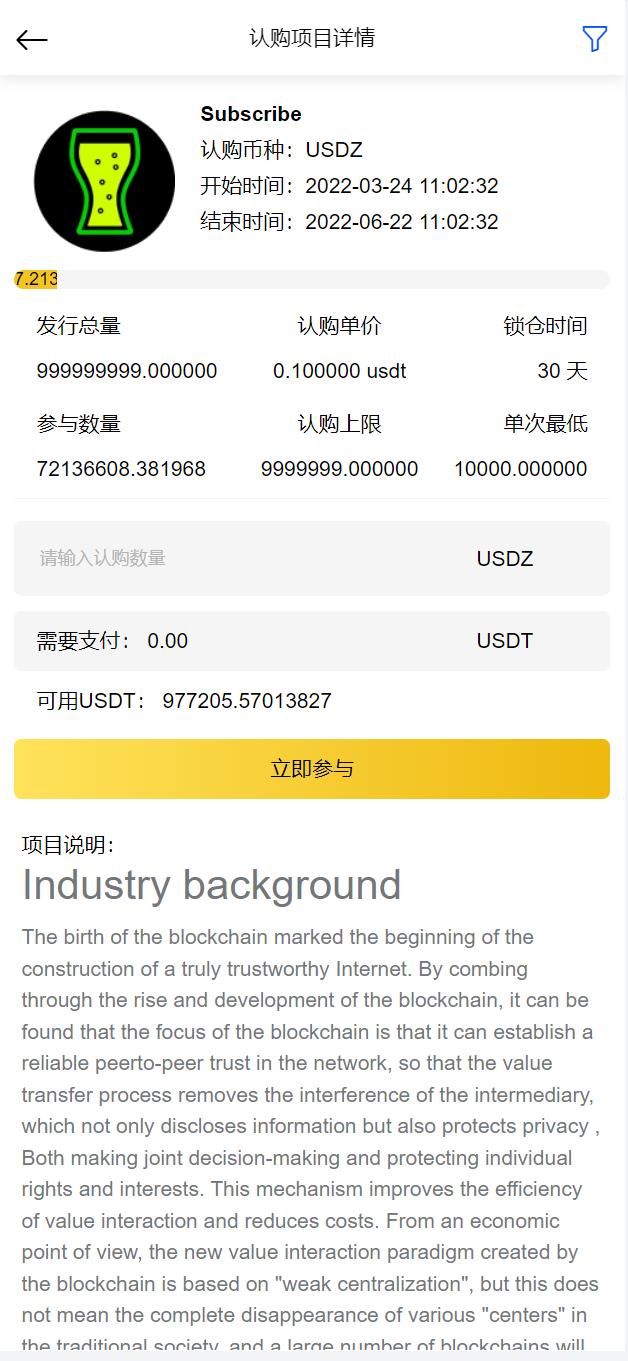 认购项目详情
Subscribe
认购币种：USDZ
开始时间：2022-03-24 11:02:32
结束时间：2022-06-22 11:02:32
7.213
发行总量 认购单价 锁仓时间
999999999.000000 0.100000 usdt 30 天
参与数量 认购上限 单次最低
72136608.381968 9999999.000000 10000.000000
请输入认购数量 USDZ
需要支付： 0.00 USDT
可用USDT： 977205.57013827
立即参与
项目说明：
Industry background
The birth of the blockchain marked the beginning of the
construction of a truly trustworthy Internet. By combing
through the rise and development of the blockchain, it can be
found that the focus of the blockchain is that it can establish a
reliable peerto-peer trust in the network, so that the value
transfer process removes the interference of the intermediary,
which not only discloses information but also protects privacy ,
Both making joint decision-making and protecting individual
rights and interests. This mechanism improves the efficiency
of value interaction and reduces costs. From an economic
point of view, the new value interaction paradigm created by
the blockchain is based on "weak centralization", but this does
not mean the complete disappearance of various "centers" in
the traditional society, and a large number of blockchains will